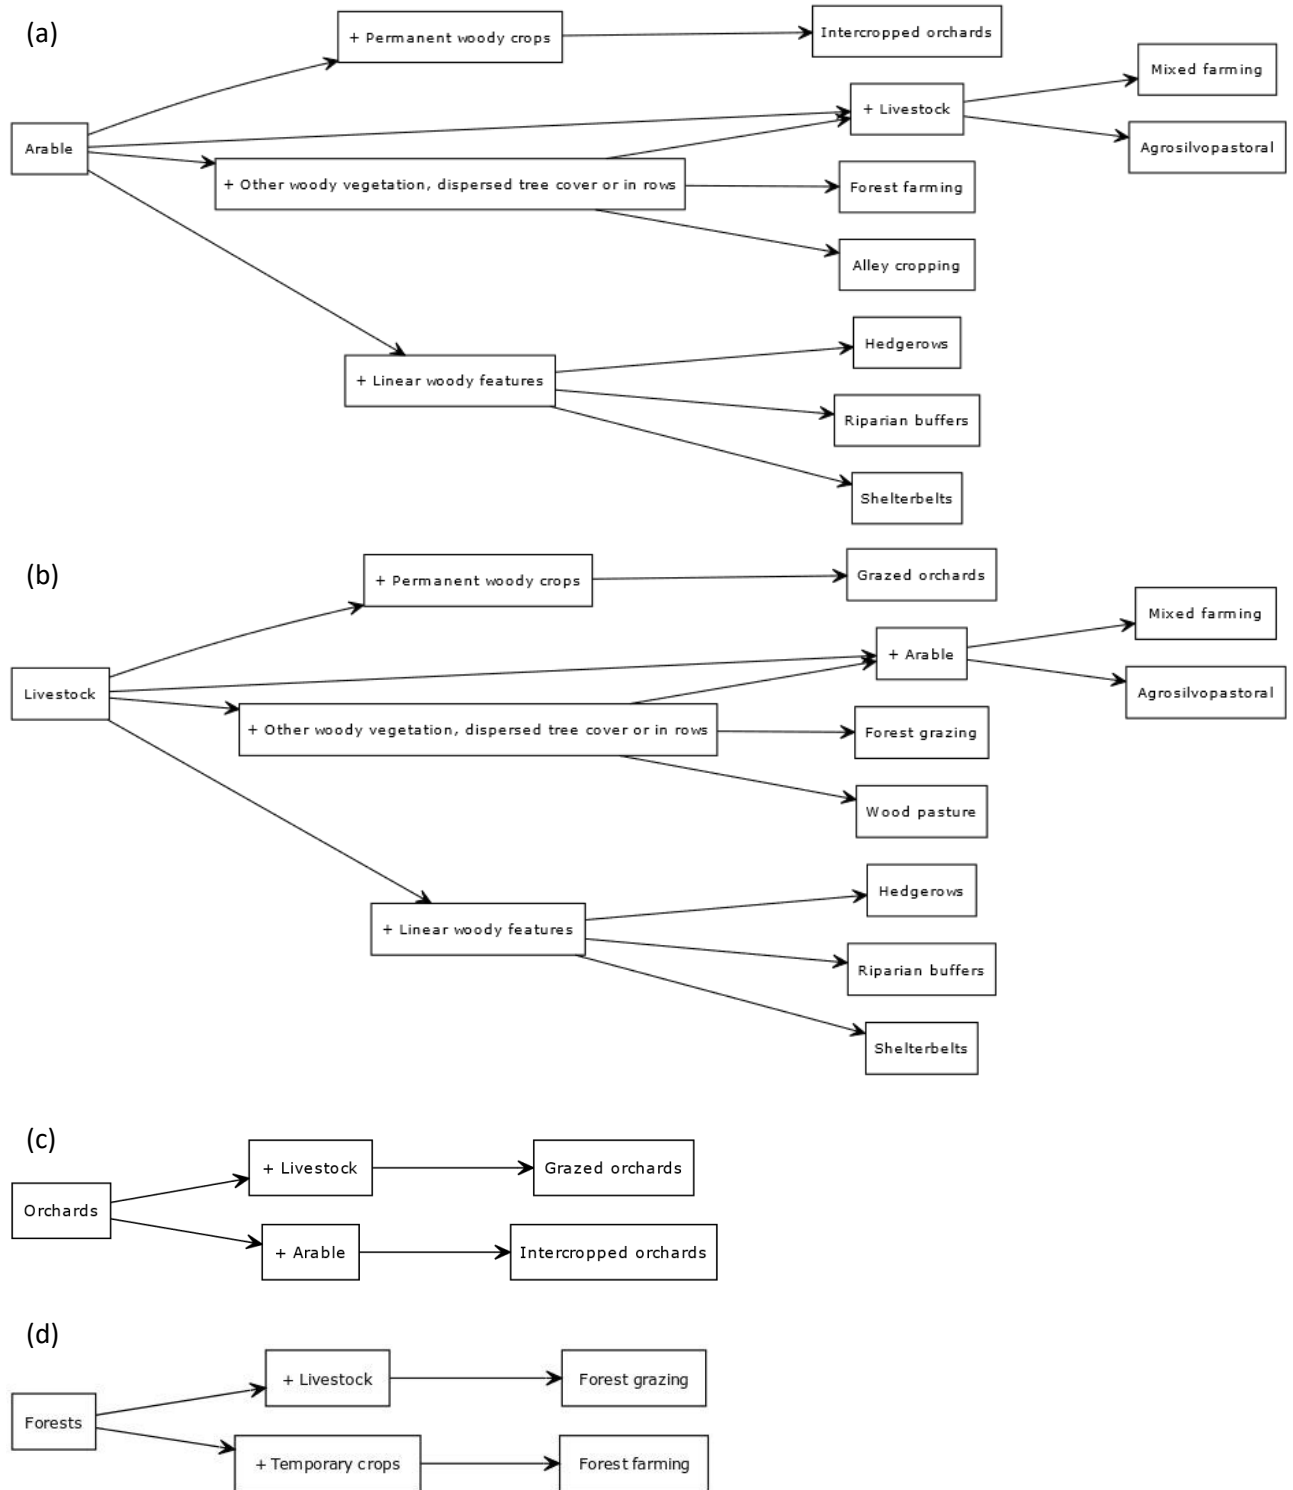 (a)
+ Permanent woody crops
Intercropped orchards
Mixed farming
+ Livestock
Arable
Agrosilvopastoral
+ Other woody vegetation, dispersed tree cover or in rows
Forest farming
Alley cropping
Hedgerows
+ Linear woody features
Riparian buffers
Shelterbelts
(b)
+ Permanent woody crops
Grazed orchards
Mixed farming
+ Arable
Livestock
Agrosilvopastoral
+ Other woody vegetation, dispersed tree cover or in rows
Forest grazing
Wood pasture
Hedgerows
+ Linear woody features
Riparian buffers
Shelterbelts
(c)
+ Livestock
Grazed orchards
Orchards
+ Arable
Intercropped orchards
(d)
+ Livestock
Forest grazing
Forests
+ Temporary crops
Forest farming